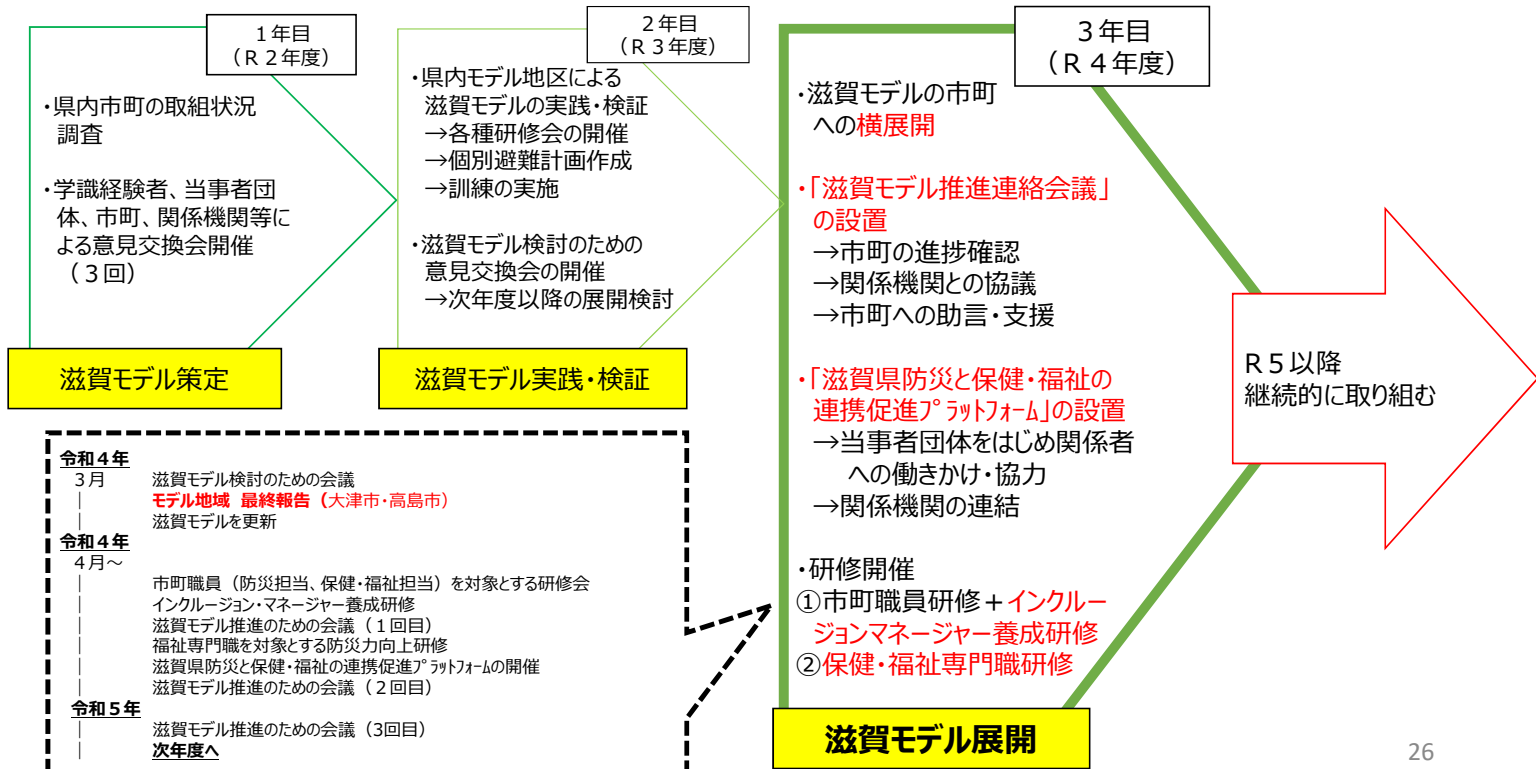 1年目
（R2年度）
・県内市町の取組状況
調査
・学識経験者、当事者団
体、市町、関係機関等に
よる意見交換会開催
（3回）
滋賀モデル策定
2年目
（R3年度）
・県内モデル地区による
滋賀モデルの実践・検証
→各種研修会の開催
→個別避難計画作成
→訓練の実施
・滋賀モデル検討のための
意見交換会の開催
→次年度以降の展開検討
滋賀モデル実践・検証
3年目
（R4年度）
・滋賀モデルの市町
への横展開
・「滋賀モデル推進連絡会議」
の設置
→市町の進捗確認
→関係機関との協議
→市町への助言・支援
・「滋賀県防災と保健・福祉の
連携促進ﾌﾟﾗｯﾄﾌｫｰﾑ」の設置
→当事者団体をはじめ関係者
への働きかけ・協力
→関係機関の連結
・研修開催
①市町職員研修＋インクルー
ジョンマネージャー養成研修
②保健・福祉専門職研修
滋賀モデル展開
R5以降
継続的に取り組む
令和4年
3月 滋賀モデル検討のための会議
｜ モデル地域 最終報告（大津市・高島市）
｜ 滋賀モデルを更新
令和4年
4月～
｜ 市町職員（防災担当、保健・福祉担当）を対象とする研修会
｜ インクルージョン・マネージャー養成研修
｜ 滋賀モデル推進のための会議（1回目）
｜ 福祉専門職を対象とする防災力向上研修
｜ 滋賀県防災と保健・福祉の連携促進ﾌﾟﾗｯﾄﾌｫｰﾑの開催
｜ 滋賀モデル推進のための会議（2回目）
令和5年
｜ 滋賀モデル推進のための会議（3回目）
｜ 次年度へ
26